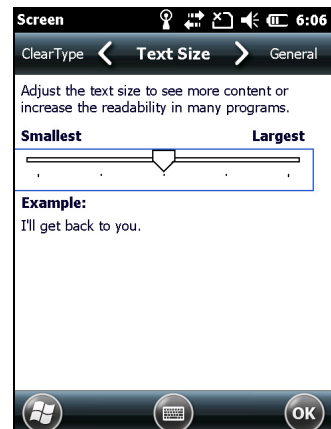 Screen 6:06
ClearType Text Size General
Adjust the text size to see more content or
increase the readability in many programs.
Smallest Largest
Example:
I'll get back to you.
OK